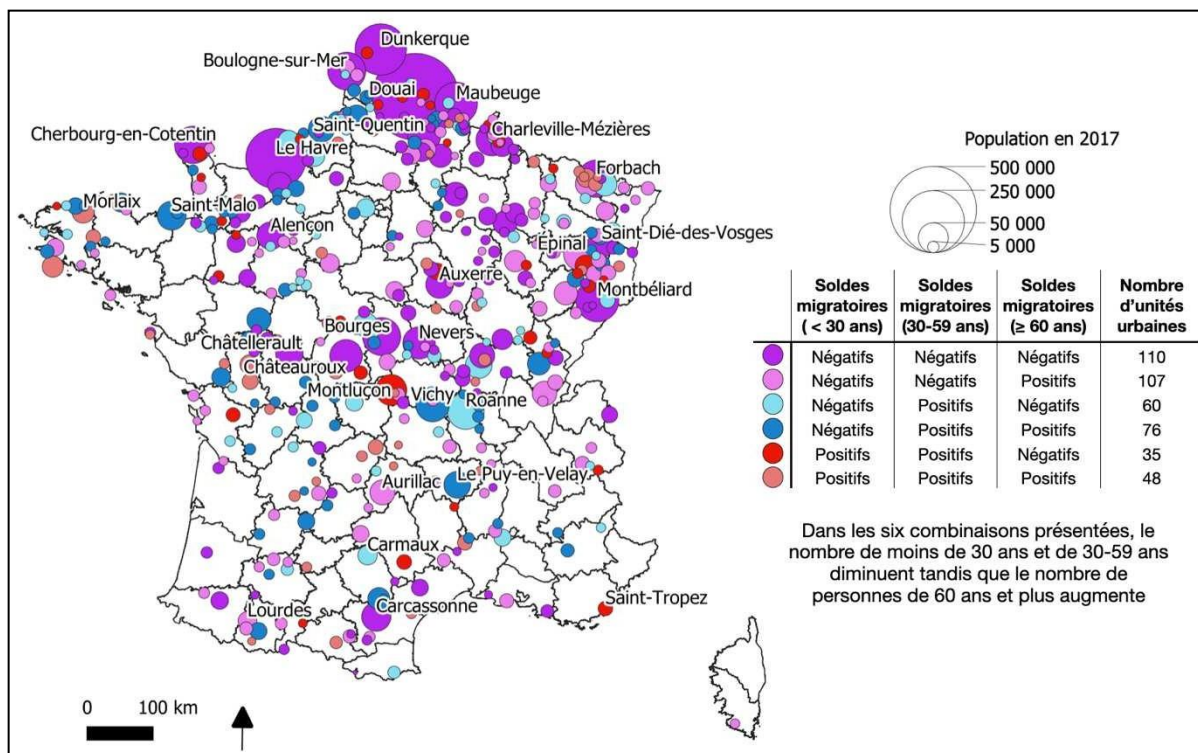 Dunkerque
Boulogne-sur-Mer
Douai
Maubeuge
Cherbourg-en-Cotentin
Saint-Quentin
Charleville-Mézières
Le Havre
Forbach
Morlaix
Saint-Malo
Alençon
Saint-Dié-des-Vosges
Épinal
Auxerre
Montbéliard
Bourges
Nevers
Châtellerault
Châteauroux
Montluçon
Vichy
Roanne
Le Puy-en-Velay
Aurillac
Carmaux
Saint-Tropez
Lourdes
Carcassonne
0 100 km
Population en 2017
500 000
250 000
50 000
5 000
Soldes migratoires ( < 30 ans) Soldes migratoires (30-59 ans) Soldes migratoires (≥ 60 ans) Nombre d’unités urbaines
Négatifs Négatifs Négatifs 110
Négatifs Négatifs Positifs 107
Négatifs Positifs Négatifs 60
Négatifs Positifs Positifs 76
Positifs Positifs Négatifs 35
Positifs Positifs Positifs 48
Dans les six combinaisons présentées, le
nombre de moins de 30 ans et de 30-59 ans
diminuent tandis que le nombre de
personnes de 60 ans et plus augmente